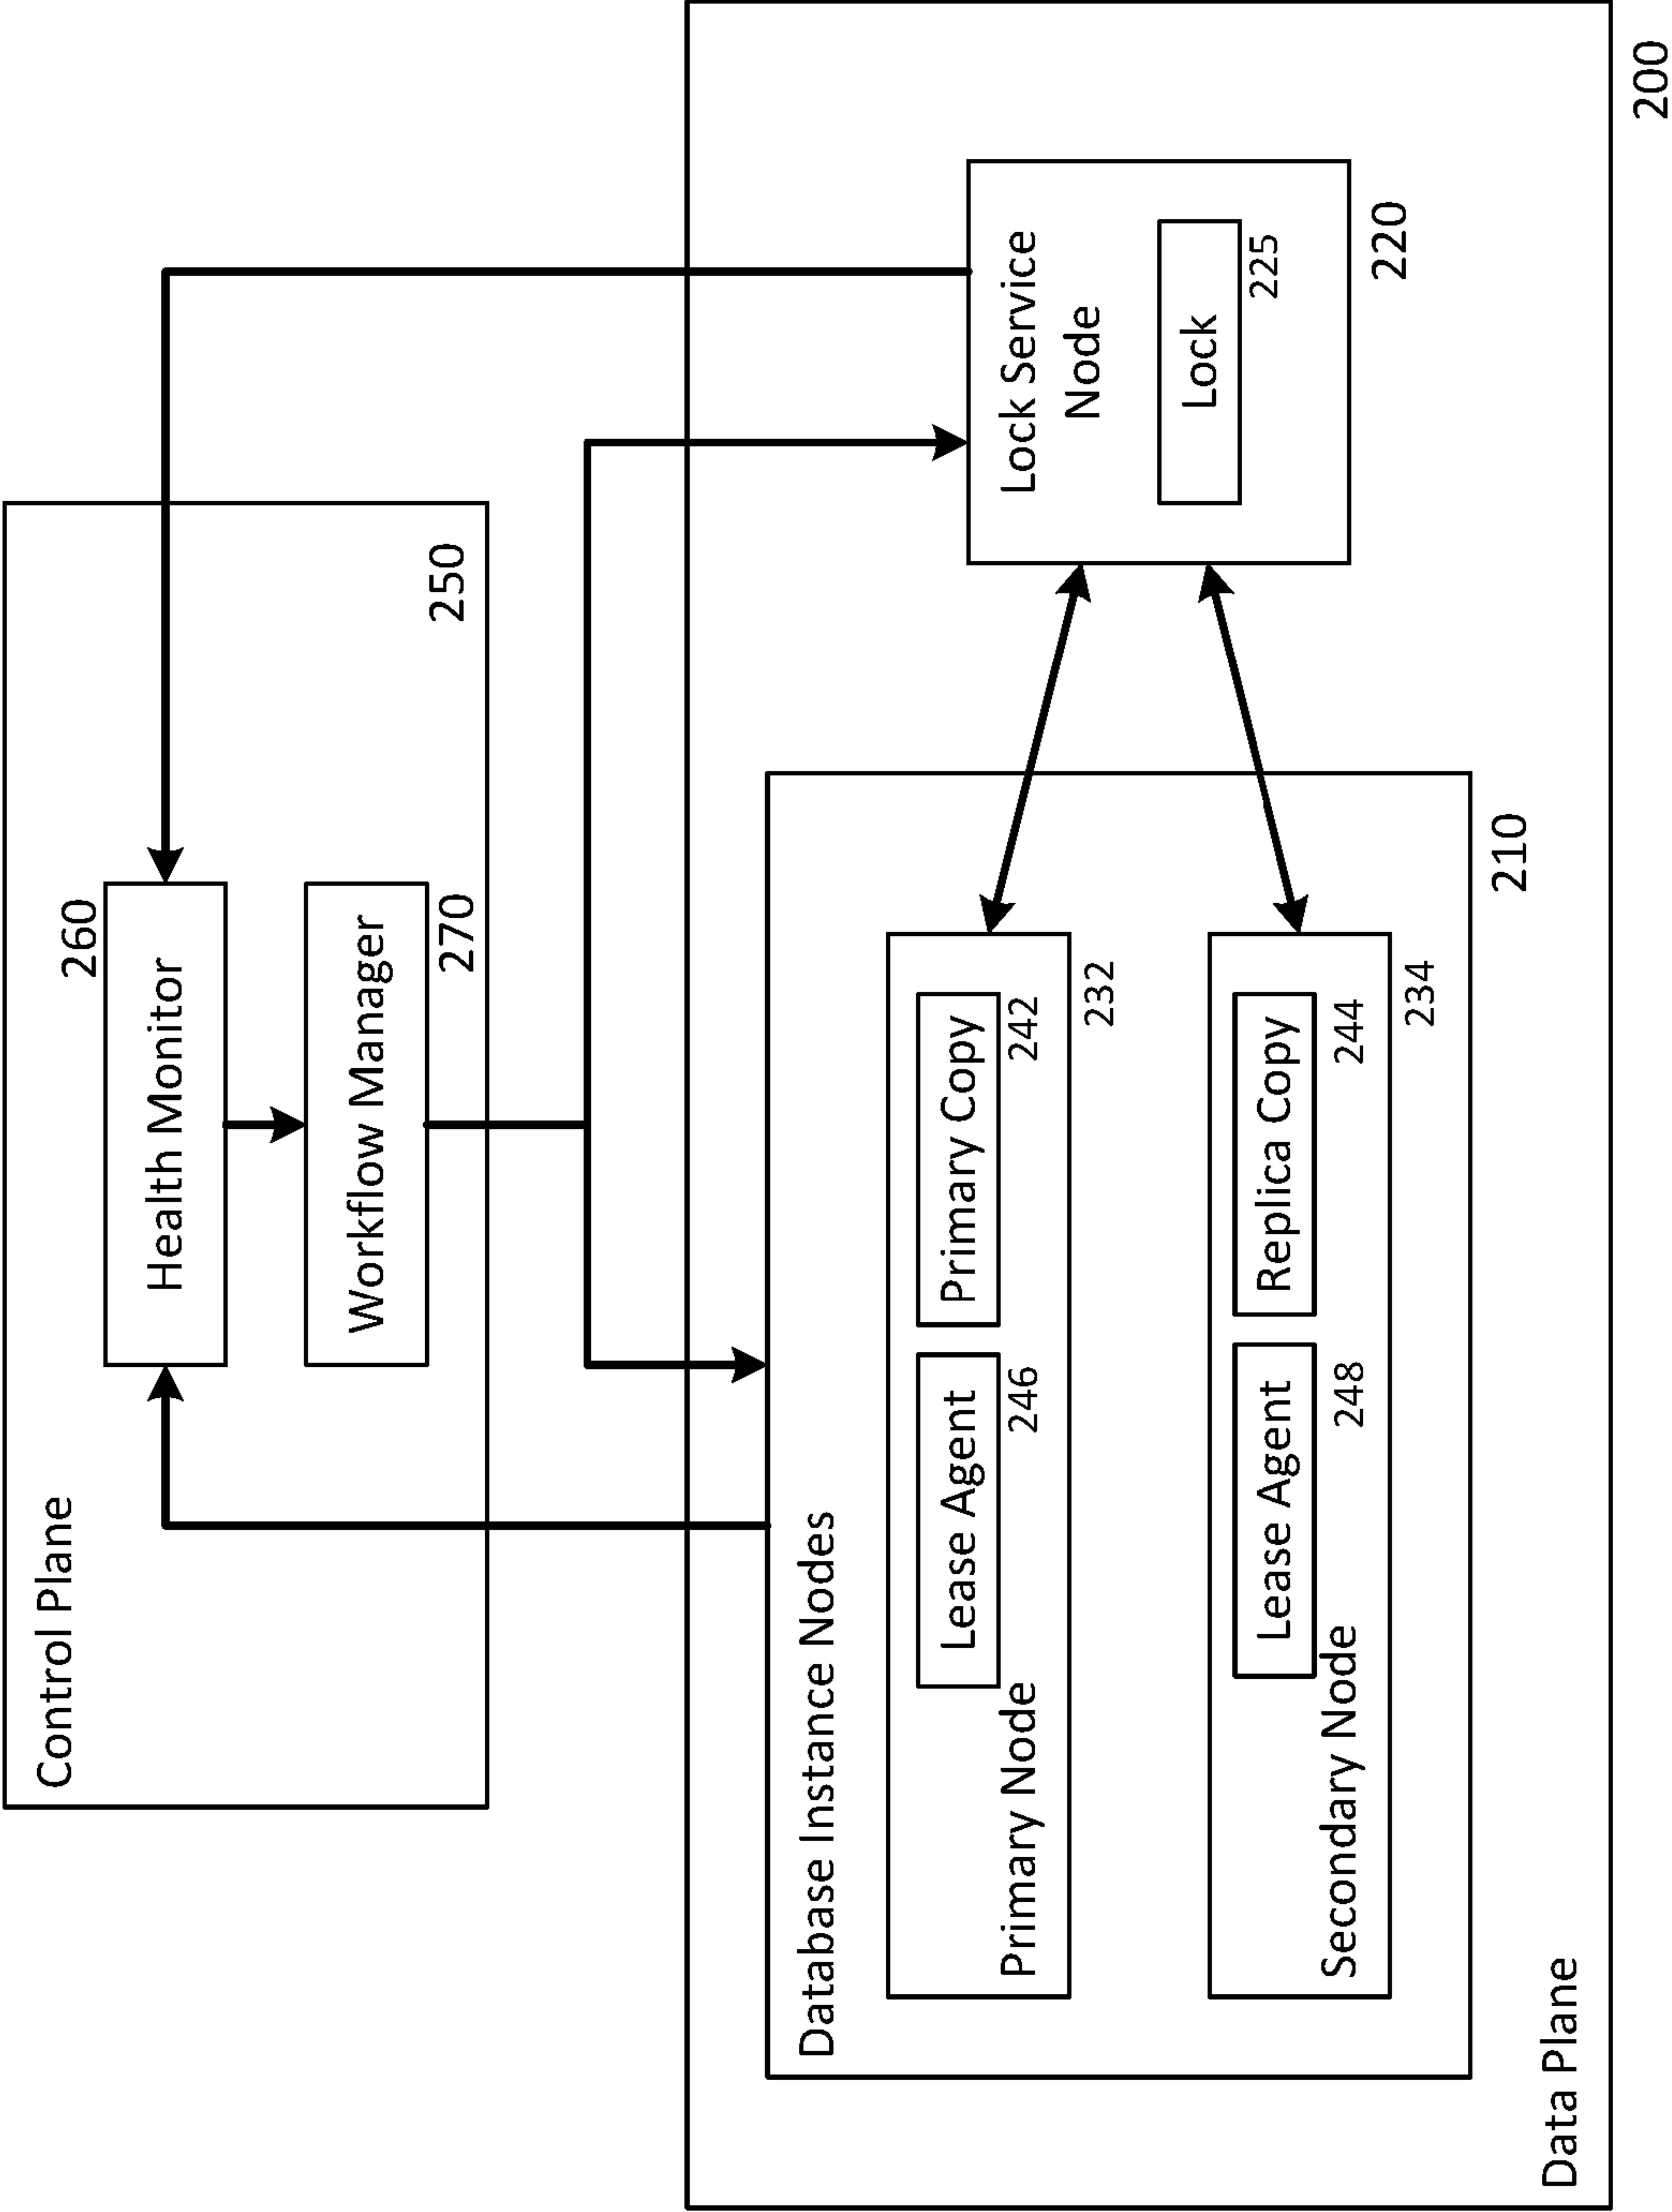 Control Plane
260
Health Monitor
Workflow Manager
270
250
Database Instance Nodes
Lease Agent
Primary Copy
246
242
Primary Node
232
Lease Agent
Replica Copy
248
244
Secondary Node
234
210
Lock Service
Node
Lock
225
220
Data Plane
200